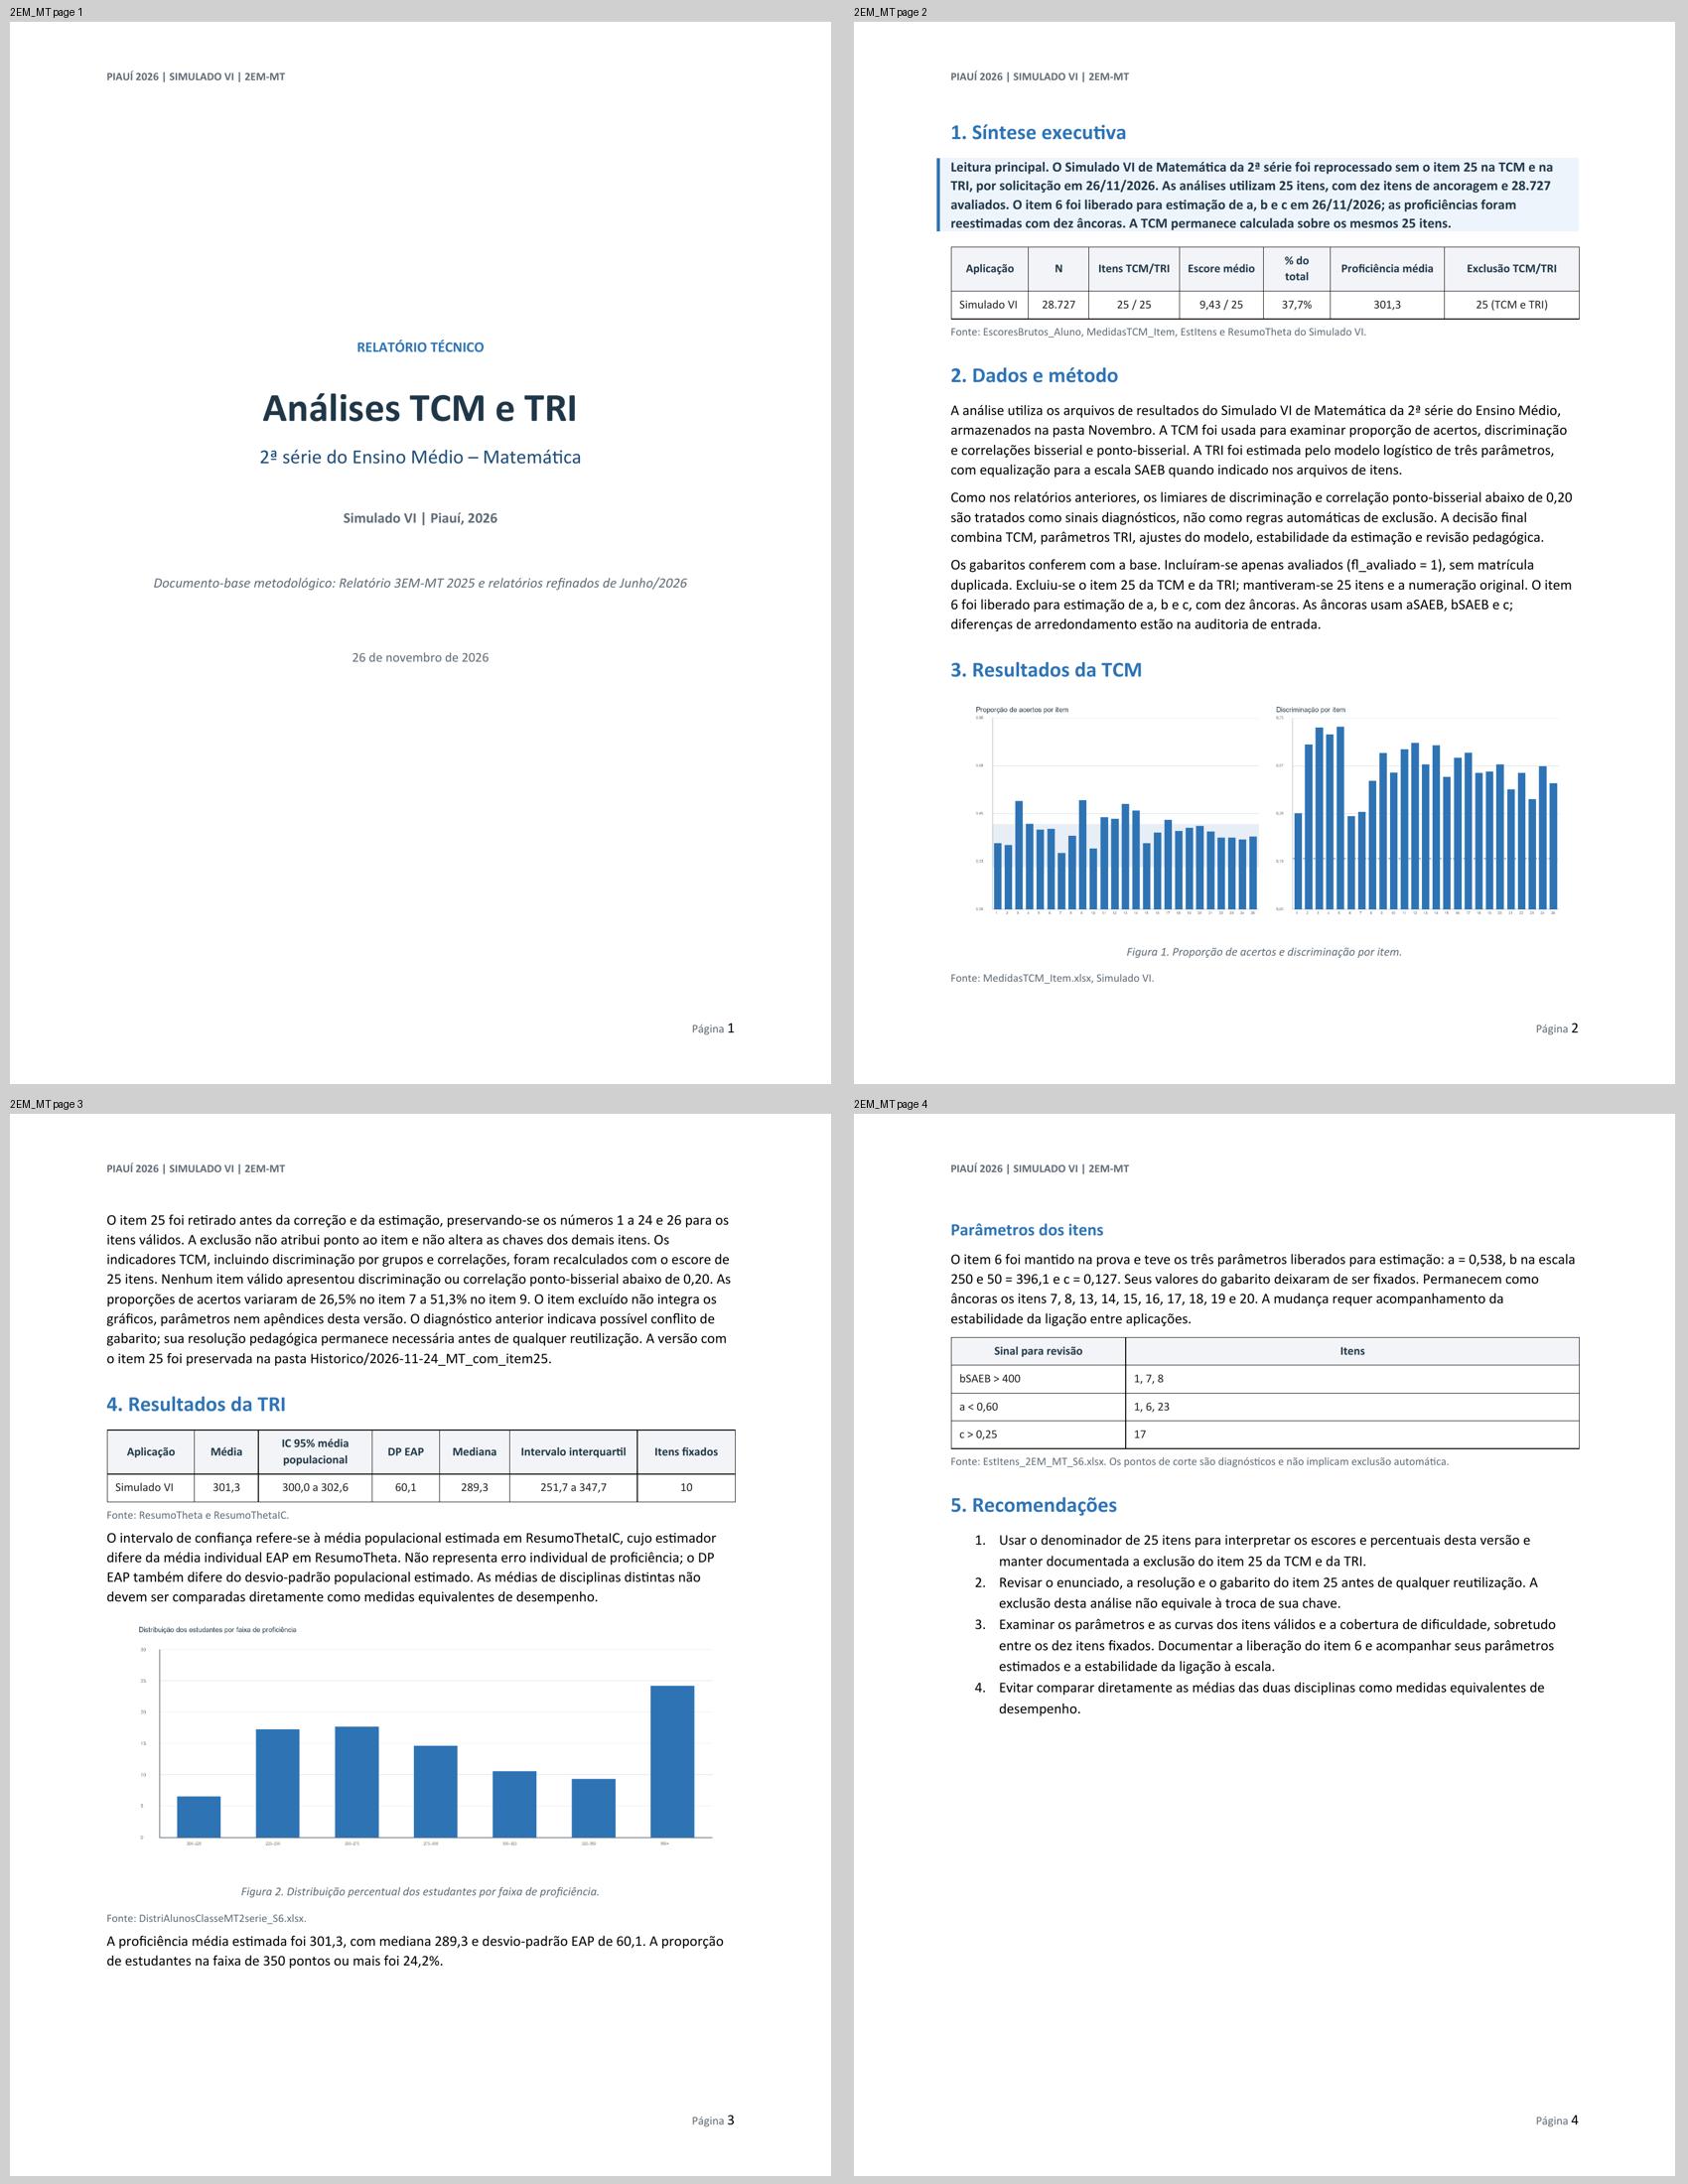 2EM_MT page 1
PIAUÍ 2026 | SIMULADO VI | 2EM-MT
RELATÓRIO TÉCNICO
Análises TCM e TRI
2ª série do Ensino Médio – Matemática
Simulado VI | Piauí, 2026
Documento-base metodológico: Relatório 3EM-MT 2025 e relatórios refinados de Junho/2026
26 de novembro de 2026
Página 1
2EM_MT page 2
PIAUÍ 2026 | SIMULADO VI | 2EM-MT
1. Síntese executiva
Leitura principal. O Simulado VI de Matemática da 2ª série foi reprocessado sem o item 25 na TCM e na
TRI, por solicitação em 26/11/2026. As análises utilizam 25 itens, com dez itens de ancoragem e 28.727
avaliados. O item 6 foi liberado para estimação de a, b e c em 26/11/2026; as proficiências foram
reestimadas com dez âncoras. A TCM permanece calculada sobre os mesmos 25 itens.
Aplicação N Itens TCM/TRI Escore médio % do total Proficiência média Exclusão TCM/TRI
Simulado VI 28.727 25 / 25 9,43 / 25 37,7% 301,3 25 (TCM e TRI)
Fonte: EscoresBrutos_Aluno, MedidasTCM_Item, EstItens e ResumoTheta do Simulado VI.
2. Dados e método
A análise utiliza os arquivos de resultados do Simulado VI de Matemática da 2ª série do Ensino Médio,
armazenados na pasta Novembro. A TCM foi usada para examinar proporção de acertos, discriminação
e correlações bisserial e ponto-bisserial. A TRI foi estimada pelo modelo logístico de três parâmetros,
com equalização para a escala SAEB quando indicado nos arquivos de itens.
Como nos relatórios anteriores, os limiares de discriminação e correlação ponto-bisserial abaixo de 0,20
são tratados como sinais diagnósticos, não como regras automáticas de exclusão. A decisão final
combina TCM, parâmetros TRI, ajustes do modelo, estabilidade da estimação e revisão pedagógica.
Os gabaritos conferem com a base. Incluíram-se apenas avaliados (fl_avaliado = 1), sem matrícula
duplicada. Excluiu-se o item 25 da TCM e da TRI; mantiveram-se 25 itens e a numeração original. O item
6 foi liberado para estimação de a, b e c, com dez âncoras. As âncoras usam aSAEB, bSAEB e c;
diferenças de arredondamento estão na auditoria de entrada.
3. Resultados da TCM
Proporção de acertos por item
Discriminação por item
Figura 1. Proporção de acertos e discriminação por item.
Fonte: MedidasTCM_Item.xlsx, Simulado VI.
Página 2
2EM_MT page 3
PIAUÍ 2026 | SIMULADO VI | 2EM-MT
O item 25 foi retirado antes da correção e da estimação, preservando-se os números 1 a 24 e 26 para os
itens válidos. A exclusão não atribui ponto ao item e não altera as chaves dos demais itens. Os
indicadores TCM, incluindo discriminação por grupos e correlações, foram recalculados com o escore de
25 itens. Nenhum item válido apresentou discriminação ou correlação ponto-bisserial abaixo de 0,20. As
proporções de acertos variaram de 26,5% no item 7 a 51,3% no item 9. O item excluído não integra os
gráficos, parâmetros nem apêndices desta versão. O diagnóstico anterior indicava possível conflito de
gabarito; sua resolução pedagógica permanece necessária antes de qualquer reutilização. A versão com
o item 25 foi preservada na pasta Historico/2026-11-24_MT_com_item25.
4. Resultados da TRI
Aplicação Média IC 95% média populacional DP EAP Mediana Intervalo interquartil Itens fixados
Simulado VI 301,3 300,0 a 302,6 60,1 289,3 251,7 a 347,7 10
Fonte: ResumoTheta e ResumoThetaIC.
O intervalo de confiança refere-se à média populacional estimada em ResumoThetaIC, cujo estimador
difere da média individual EAP em ResumoTheta. Não representa erro individual de proficiência; o DP
EAP também difere do desvio-padrão populacional estimado. As médias de disciplinas distintas não
devem ser comparadas diretamente como medidas equivalentes de desempenho.
Distribuição dos estudantes por faixa de proficiência
Figura 2. Distribuição percentual dos estudantes por faixa de proficiência.
Fonte: DistriAlunosClasseMT2serie_S6.xlsx.
A proficiência média estimada foi 301,3, com mediana 289,3 e desvio-padrão EAP de 60,1. A proporção
de estudantes na faixa de 350 pontos ou mais foi 24,2%.
Página 3
2EM_MT page 4
PIAUÍ 2026 | SIMULADO VI | 2EM-MT
Parâmetros dos itens
O item 6 foi mantido na prova e teve os três parâmetros liberados para estimação: a = 0,538, b na escala
250 e 50 = 396,1 e c = 0,127. Seus valores do gabarito deixaram de ser fixados. Permanecem como
âncoras os itens 7, 8, 13, 14, 15, 16, 17, 18, 19 e 20. A mudança requer acompanhamento da
estabilidade da ligação entre aplicações.
Sinal para revisão Itens
bSAEB > 400 1, 7, 8
a < 0,60 1, 6, 23
c > 0,25 17
Fonte: EstItens_2EM_MT_S6.xlsx. Os pontos de corte são diagnósticos e não implicam exclusão automática.
5. Recomendações
1. Usar o denominador de 25 itens para interpretar os escores e percentuais desta versão e
manter documentada a exclusão do item 25 da TCM e da TRI.
2. Revisar o enunciado, a resolução e o gabarito do item 25 antes de qualquer reutilização. A
exclusão desta análise não equivale à troca de sua chave.
3. Examinar os parâmetros e as curvas dos itens válidos e a cobertura de dificuldade, sobretudo
entre os dez itens fixados. Documentar a liberação do item 6 e acompanhar seus parâmetros
estimados e a estabilidade da ligação à escala.
4. Evitar comparar diretamente as médias das duas disciplinas como medidas equivalentes de
desempenho.
Página 4